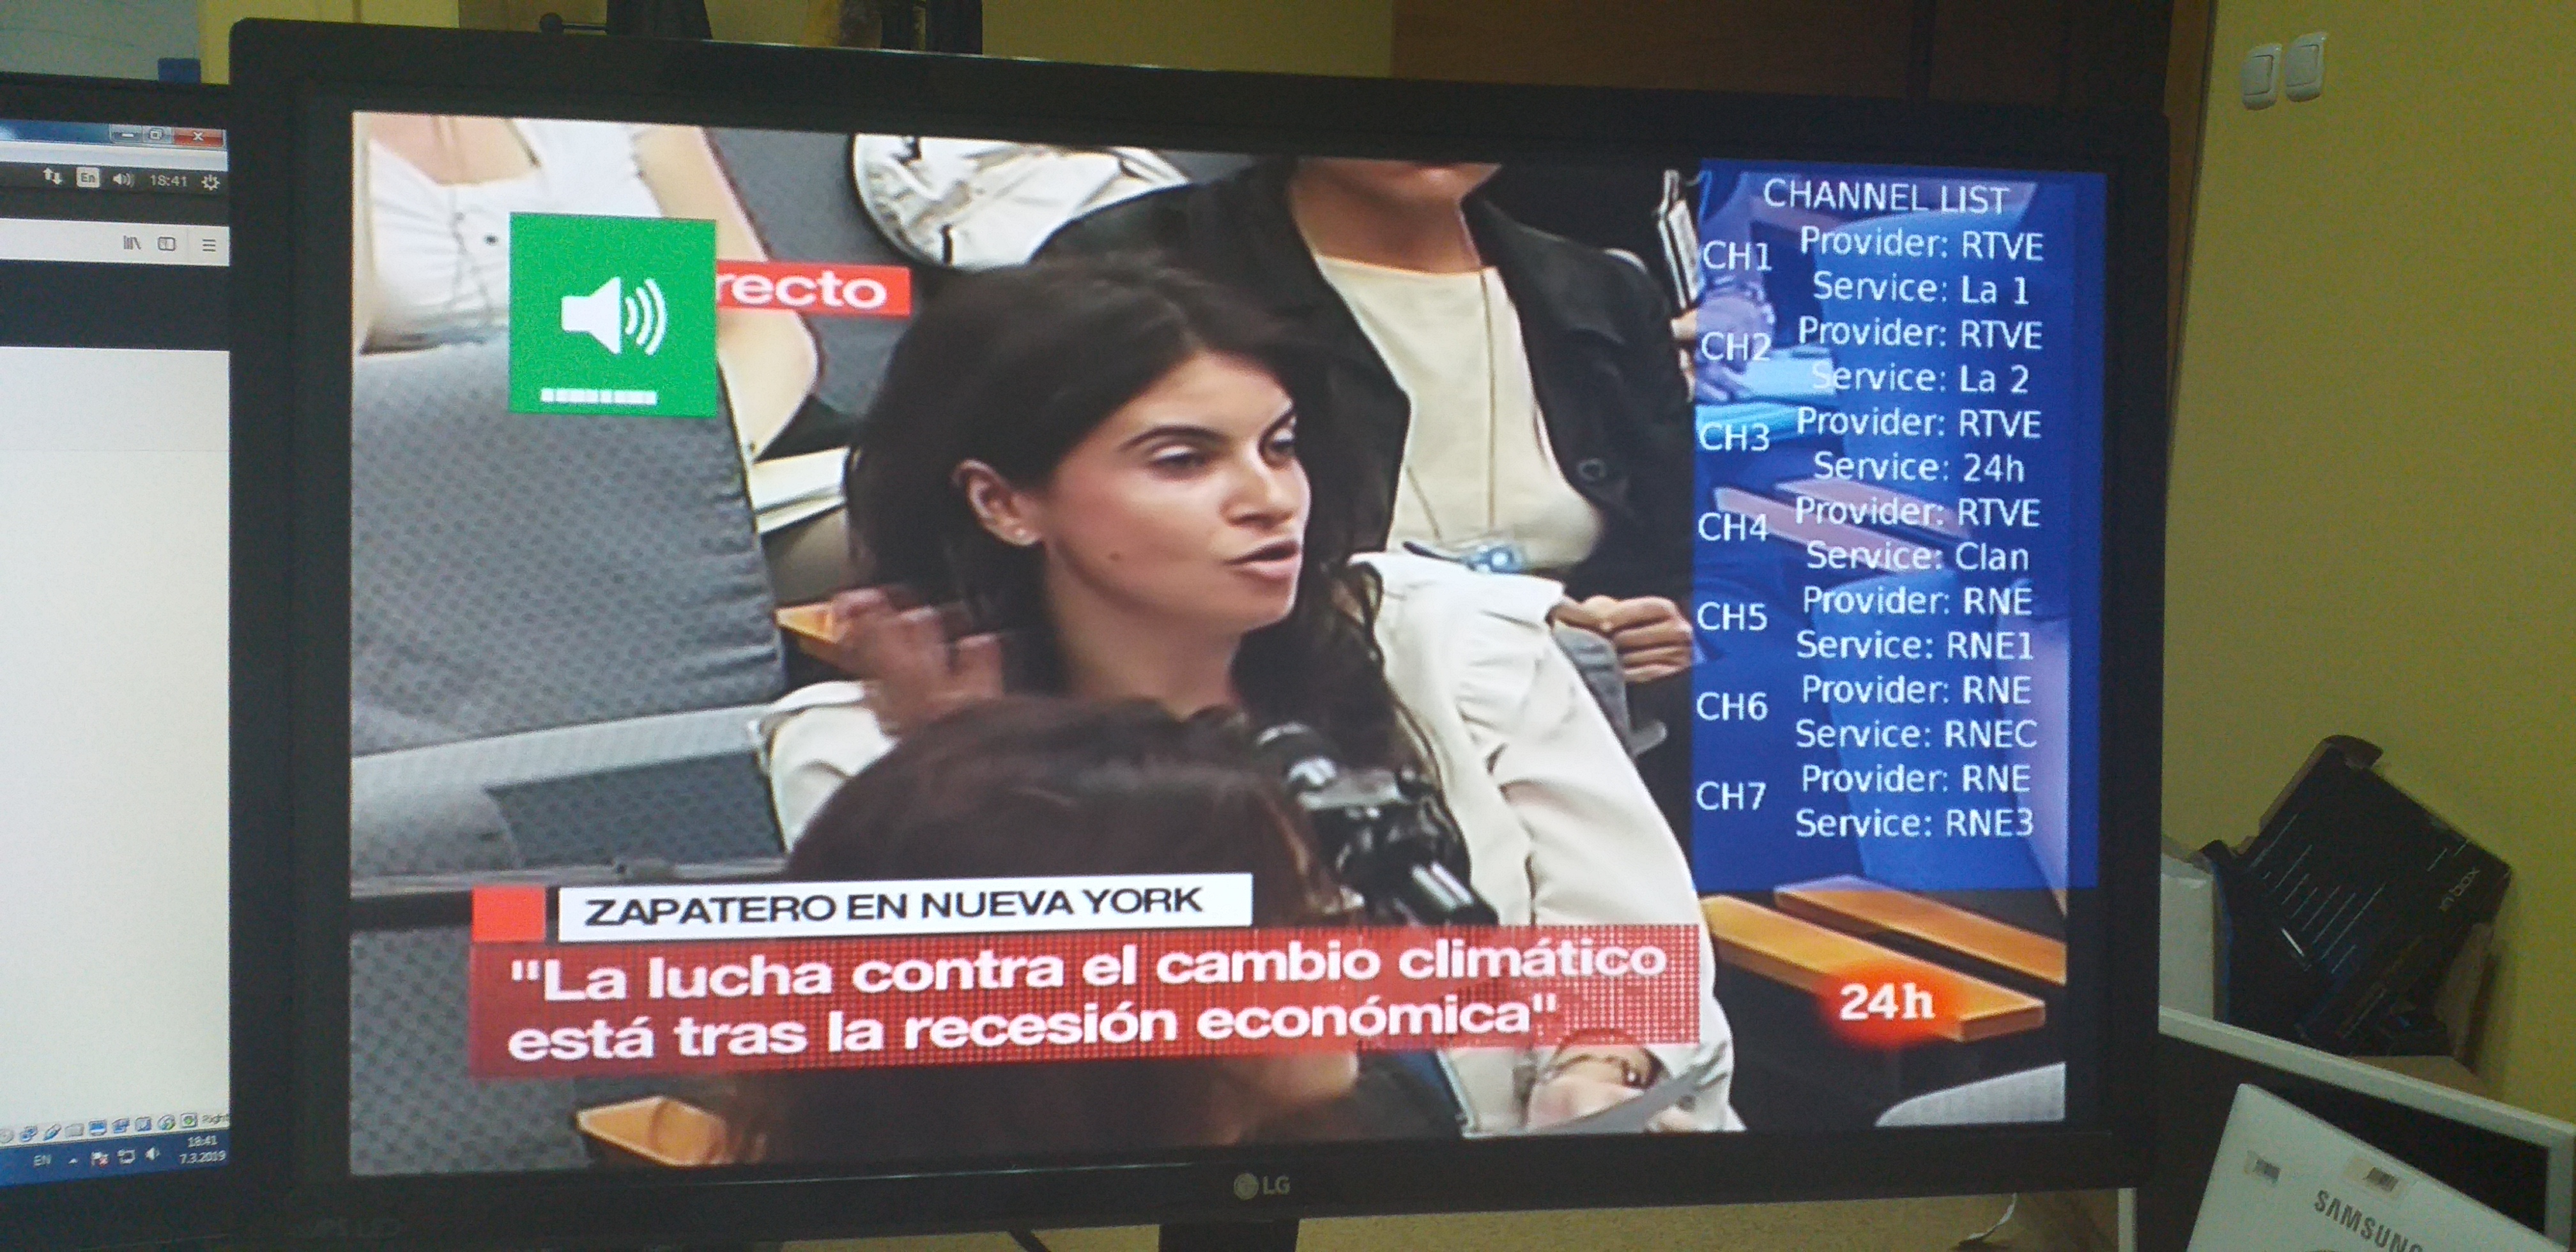 En
18:41
recto
CHANNEL LIST
CH1 Provider: RTVE
Service: La 1
CH2 Provider: RTVE
Service: La 2
CH3 Provider: RTVE
Service: 24h
CH4 Provider: RTVE
Service: Clan
CH5 Provider: RNE
Service: RNE1
CH6 Provider: RNE
Service: RNEC
CH7 Provider: RNE
Service: RNE3
ZAPATERO EN NUEVA YORK
"La lucha contra el cambio climático
está tras la recesión económica"
24h
Right
18:41
EN
7.3.2019
LG
SAMSUNG